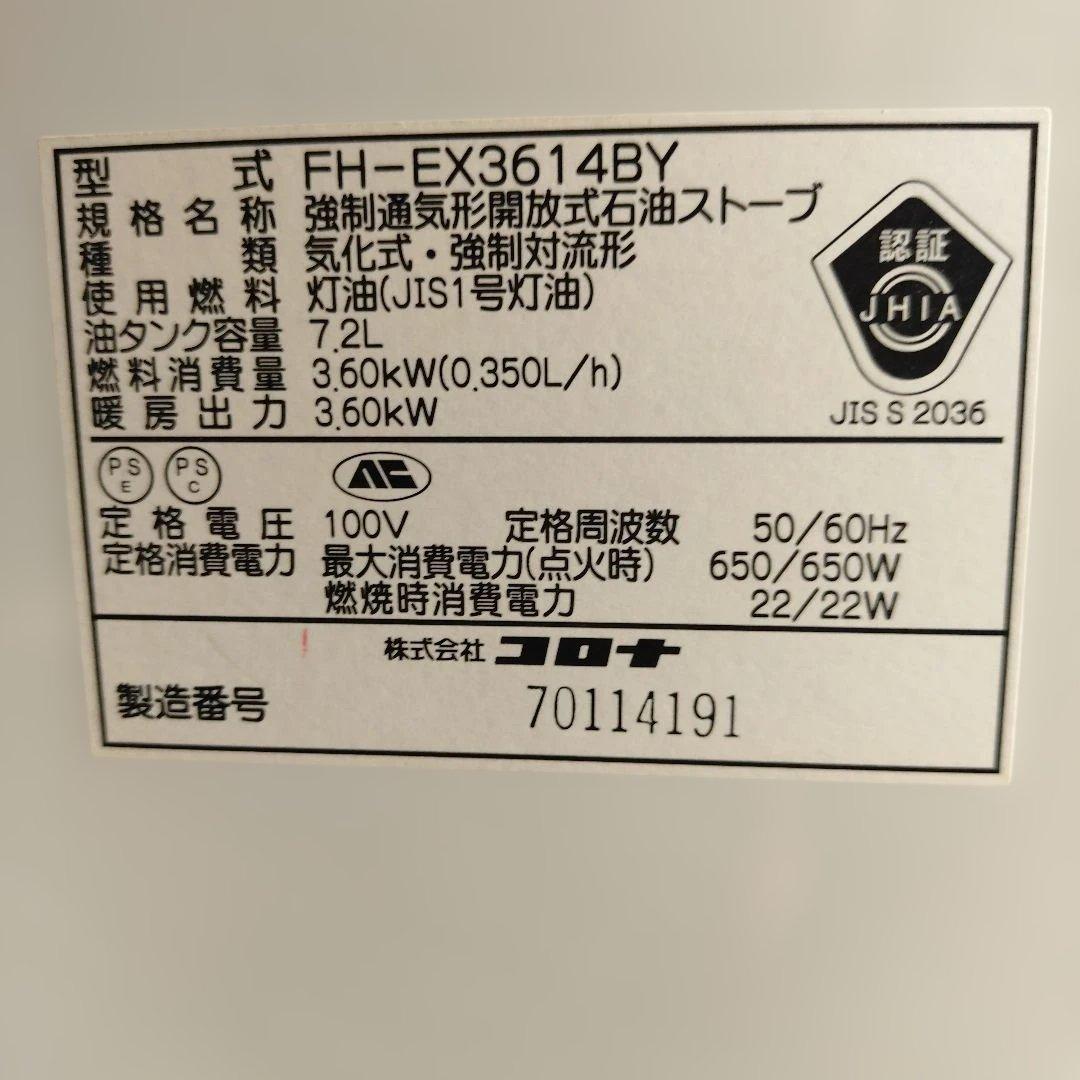 型式 FH-EX3614BY
規格名称 強制通気形開放式石油ストーブ
種類 気化式・強制対流形
使用燃料 灯油(JIS1号灯油)
油タンク容量 7.2L
燃料消費量 3.60kW(0.350L/h)
暖房出力 3.60kW
認証
JHIA
JIS S 2036
PS E PS C
定格電圧 100V 定格周波数 50/60Hz
定格消費電力 最大消費電力(点火時) 650/650W
燃焼時消費電力 22/22W
株式会社 コロナ
製造番号 70114191